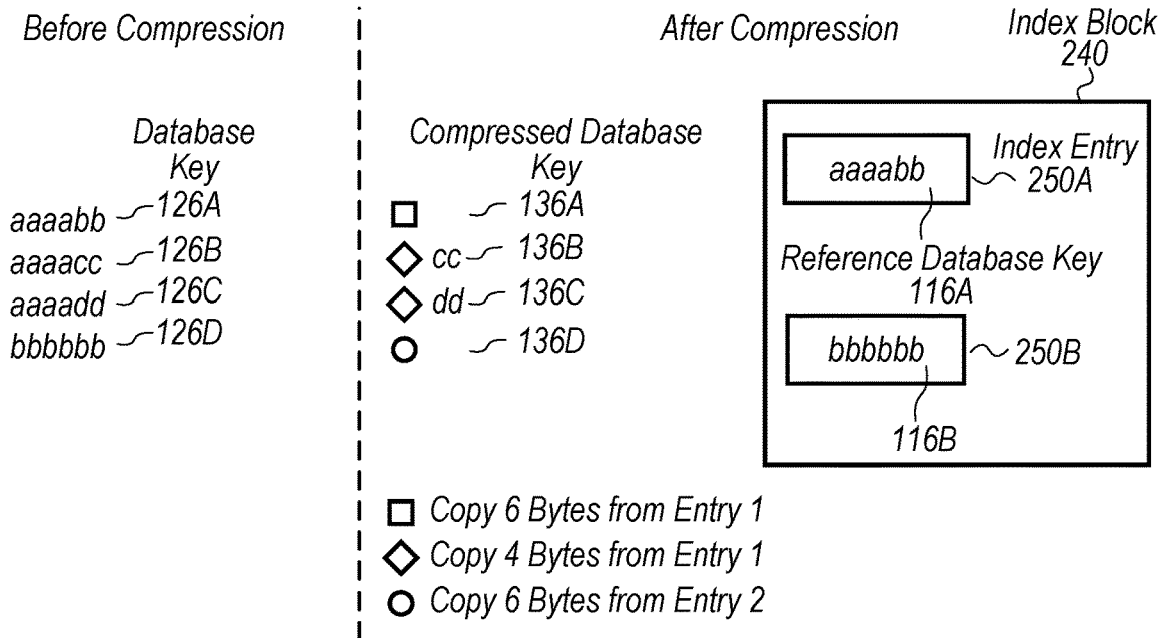 Before Compression
After Compression
Index Block
240
Database
Key
aaaabb 126A
aaaacc 126B
aaaadd 126C
bbbbbb 126D
Compressed Database
Key
136A
cc 136B
dd 136C
136D
aaaabb
Index Entry
250A
Reference Database Key
116A
bbbbbb
250B
116B
Copy 6 Bytes from Entry 1
Copy 4 Bytes from Entry 1
Copy 6 Bytes from Entry 2